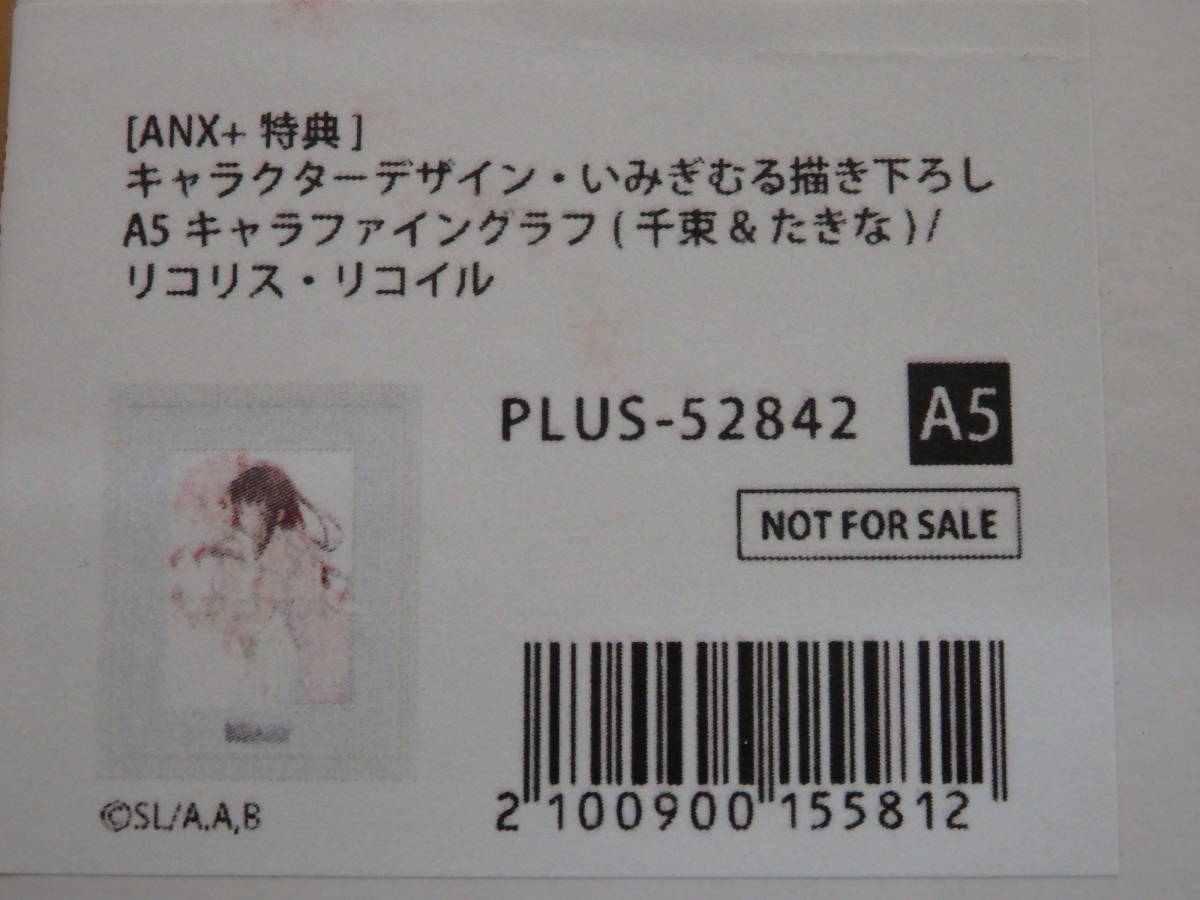 [ANX+ 特典]
キャラクターデザイン・いみぎむる描き下ろし
A5 キャラファイングラフ(千束&たきな)/
リコリス・リコイル
PLUS-52842 A5
NOT FOR SALE
©SL/A.A,B
2 100900 155812